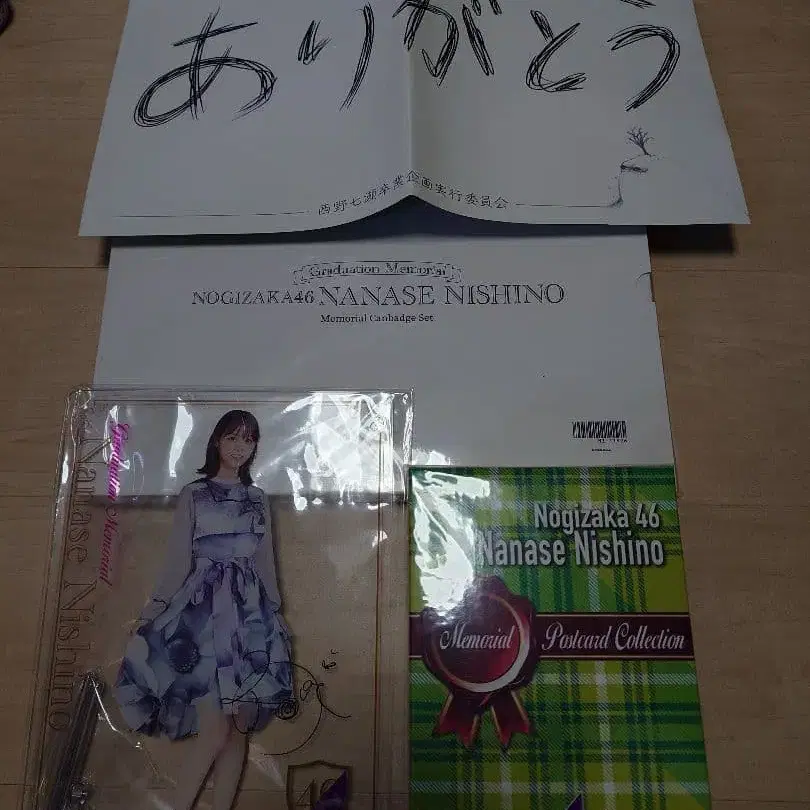 ありがとう
西野七瀬卒業企画実行委員会
Graduation Memorial
NOGIZAKA46 NANASE NISHINO
Memorial Canbadge Set
Graduation Memorial
Nanase Nishino
46
Nogizaka 46
Nanase Nishino
Memorial Postcard Collection